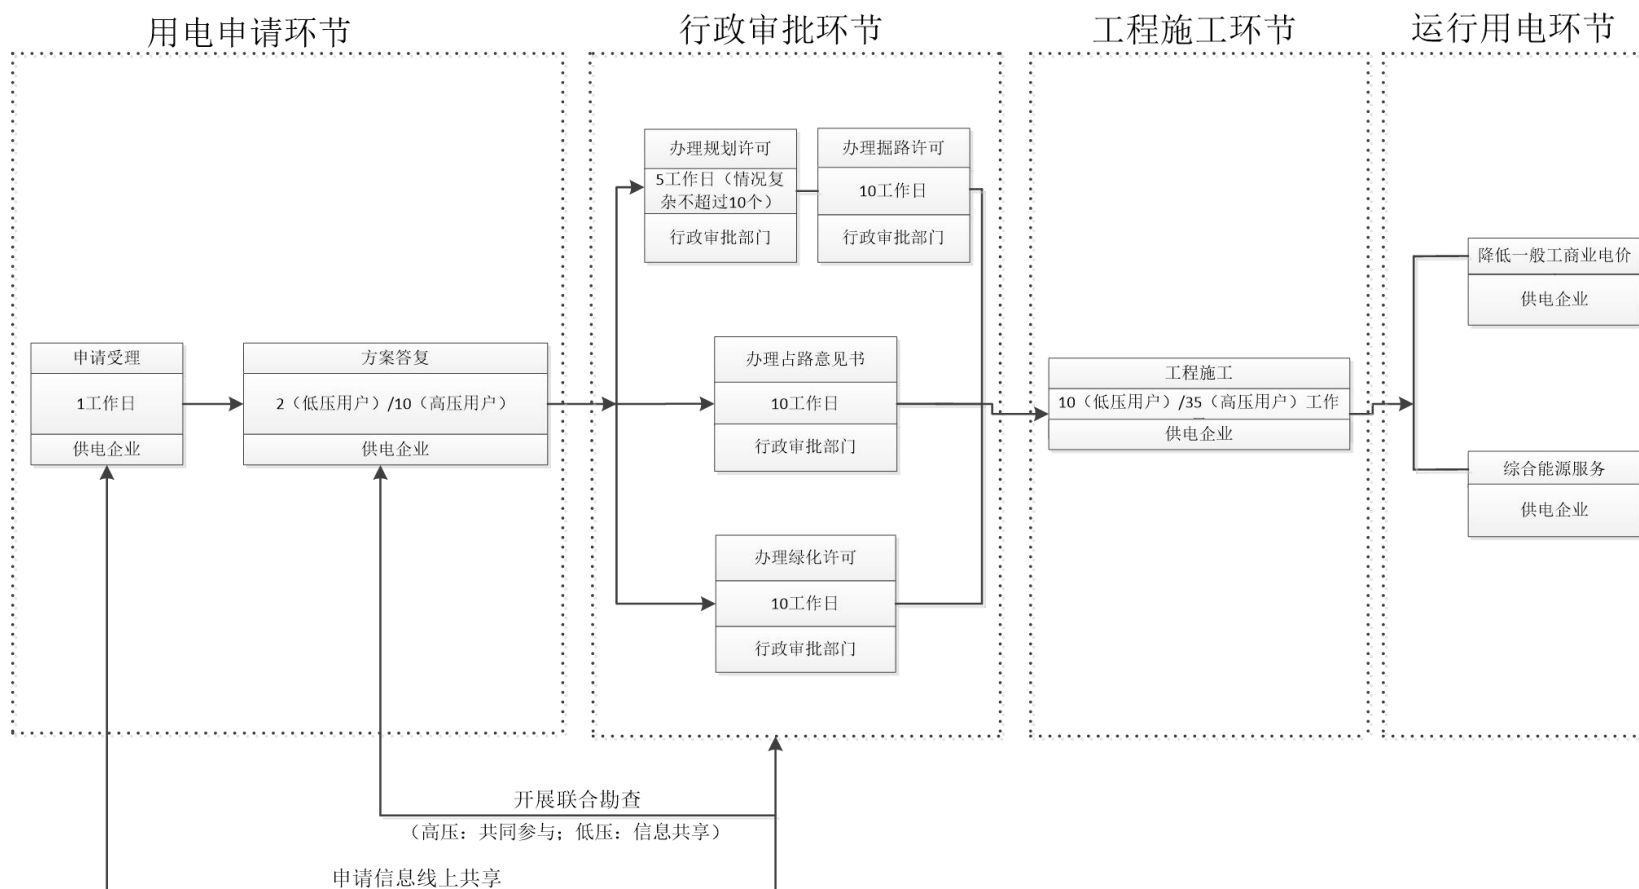 用电申请环节
行政审批环节
工程施工环节
运行用电环节
申请受理
1工作日
供电企业
方案答复
2（低压用户）/10（高压用户）
供电企业
办理规划许可
5工作日（情况复
杂不超过10个）
行政审批部门
办理掘路许可
10工作日
行政审批部门
办理占路意见书
10工作日
行政审批部门
办理绿化许可
10工作日
行政审批部门
工程施工
10（低压用户）/35（高压用户）工作
供电企业
降低一般工商业电价
供电企业
综合能源服务
供电企业
开展联合勘查
（高压：共同参与；低压：信息共享）
申请信息线上共享